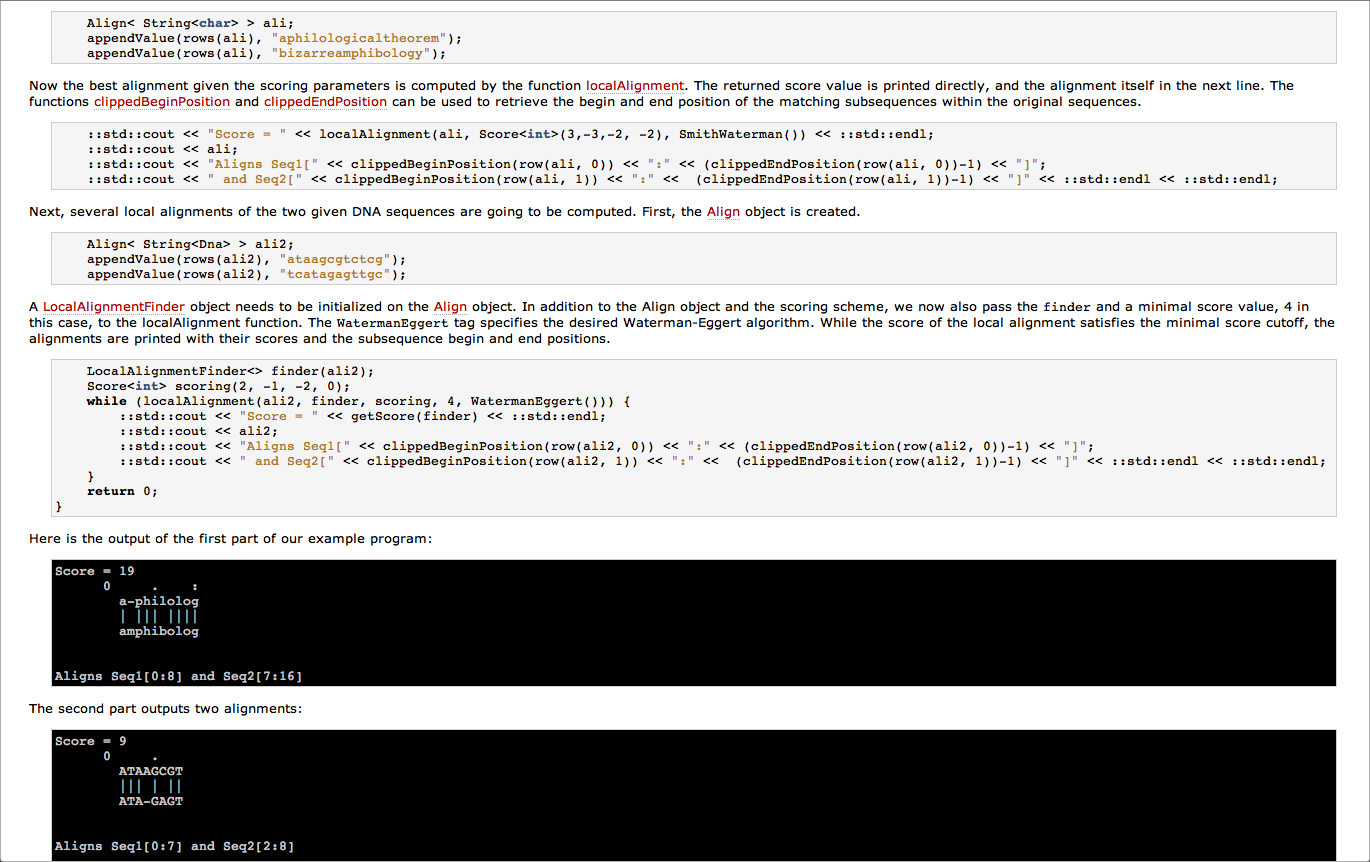 Align< String<char> > ali;
appendValue(rows(ali), "aphilologicaltheorem");
appendValue(rows(ali), "bizarreamphibology");
Now the best alignment given the scoring parameters is computed by the function localAlignment. The returned score value is printed directly, and the alignment itself in the next line. The
functions clippedBeginPosition and clippedEndPosition can be used to retrieve the begin and end position of the matching subsequences within the original sequences.
::std::cout << "Score = " << localAlignment(ali, Score<int>(3,-3,-2, -2), SmithWaterman()) << ::std::endl;
::std::cout << ali;
::std::cout << "Aligns Seq1[" << clippedBeginPosition(row(ali, 0)) << ":" << (clippedEndPosition(row(ali, 0))-1) << "]";
::std::cout << " and Seq2[" << clippedBeginPosition(row(ali, 1)) << ":" <<  (clippedEndPosition(row(ali, 1))-1) << "]" << ::std::endl << ::std::endl;
Next, several local alignments of the two given DNA sequences are going to be computed. First, the Align object is created.
Align< String<Dna> > ali2;
appendValue(rows(ali2), "ataagcgtctcg");
appendValue(rows(ali2), "tcatagagttgc");
A LocalAlignmentFinder object needs to be initialized on the Align object. In addition to the Align object and the scoring scheme, we now also pass the finder and a minimal score value, 4 in
this case, to the localAlignment function. The WatermanEggert tag specifies the desired Waterman-Eggert algorithm. While the score of the local alignment satisfies the minimal score cutoff, the
alignments are printed with their scores and the subsequence begin and end positions.
LocalAlignmentFinder<> finder(ali2);
Score<int> scoring(2, -1, -2, 0);
while (localAlignment(ali2, finder, scoring, 4, WatermanEggert())) {
::std::cout << "Score = " << getScore(finder) << ::std::endl;
::std::cout << ali2;
::std::cout << "Aligns Seq1[" << clippedBeginPosition(row(ali2, 0)) << ":" << (clippedEndPosition(row(ali2, 0))-1) << "]";
::std::cout << " and Seq2[" << clippedBeginPosition(row(ali2, 1)) << ":" <<  (clippedEndPosition(row(ali2, 1))-1) << "]" << ::std::endl << ::std::endl;
}
return 0;
}
Here is the output of the first part of our example program:
Score = 19
0     .    :
a-philolog
| ||| ||||
amphibolog
Aligns Seq1[0:8] and Seq2[7:16]
The second part outputs two alignments:
Score = 9
0     .
ATAAGCGT
||| | ||
ATA-GAGT
Aligns Seq1[0:7] and Seq2[2:8]